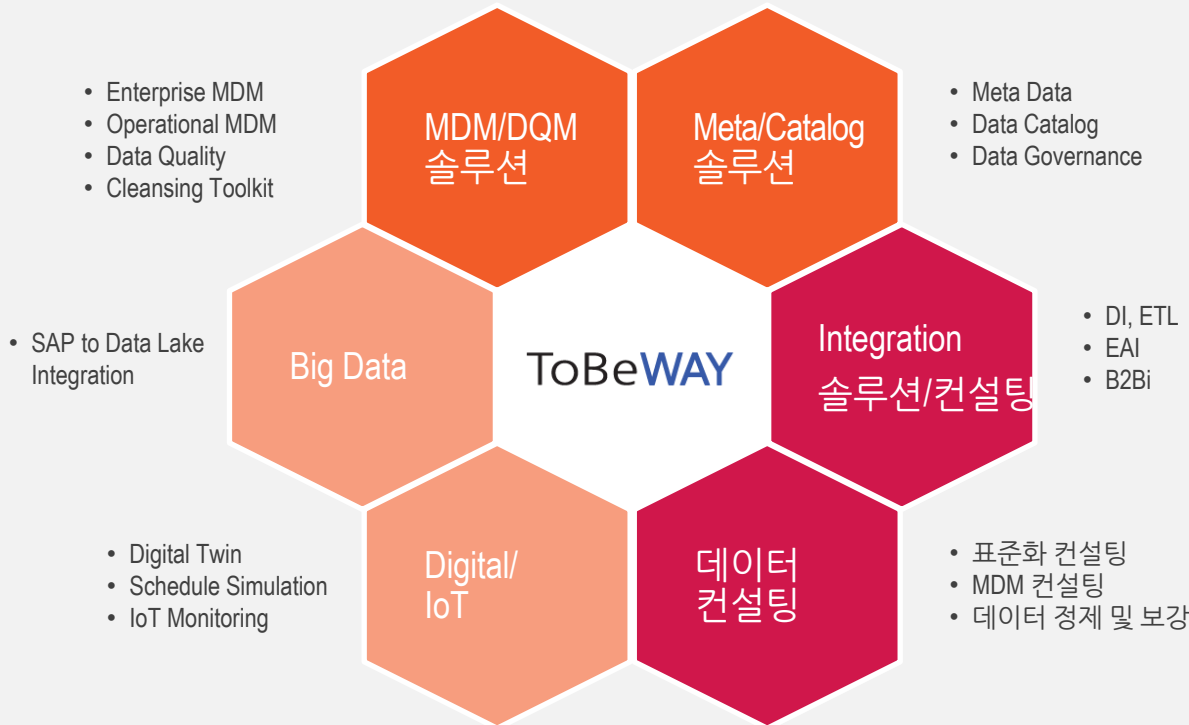 • Enterprise MDM
• Operational MDM
• Data Quality
• Cleansing Toolkit
MDM/DQM
솔루션
Meta/Catalog
솔루션
• Meta Data
• Data Catalog
• Data Governance
• SAP to Data Lake
Integration
Big Data
ToBeWAY
Integration
솔루션/컨설팅
• DI, ETL
• EAI
• B2Bi
• Digital Twin
• Schedule Simulation
• IoT Monitoring
Digital/
IoT
데이터
컨설팅
• 표준화 컨설팅
• MDM 컨설팅
• 데이터 정제 및 보강